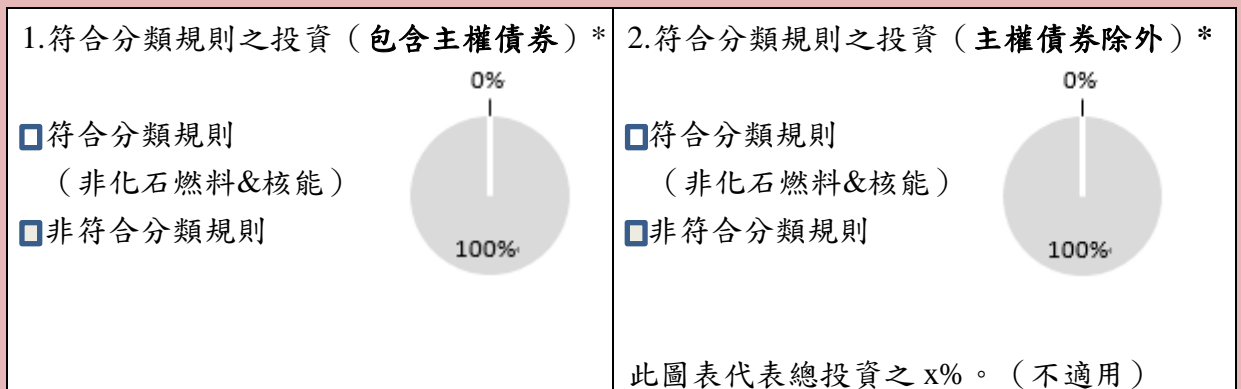 1.符合分類規則之投資（包含主權債券）*
0%
符合分類規則
（非化石燃料&核能）
非符合分類規則
100%
2.符合分類規則之投資（主權債券除外）*
0%
符合分類規則
（非化石燃料&核能）
非符合分類規則
100%
此圖表代表總投資之 x%。（不適用）